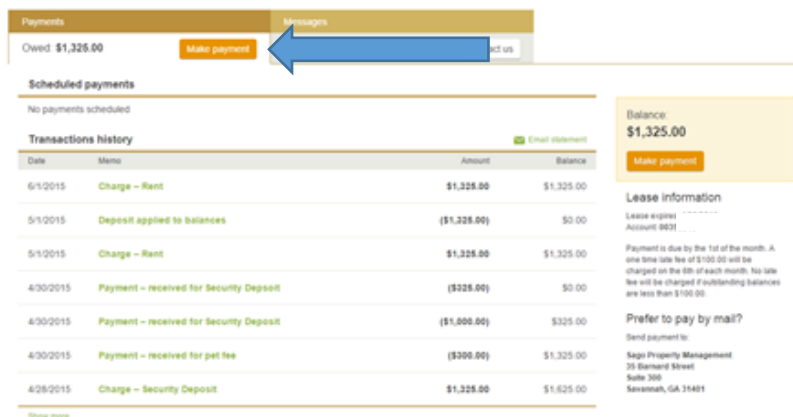 Payments Messages
Owed: $1,325.00 Make payment act us
Scheduled payments
No payments scheduled
Transactions history Email statement
Date Memo Amount Balance
6/1/2015 Charge – Rent $1,325.00 $1,325.00
5/1/2015 Deposit applied to balances ($1,325.00) $0.00
5/1/2015 Charge – Rent $1,325.00 $1,325.00
4/30/2015 Payment – received for Security Deposit ($325.00) $0.00
4/30/2015 Payment – received for Security Deposit ($1,000.00) $325.00
4/30/2015 Payment – received for pet fee ($300.00) $1,325.00
4/28/2015 Charge – Security Deposit $1,325.00 $1,625.00
Show more
Balance:
$1,325.00
Make payment
Lease information
Lease expires
Account 003
Payment is due by the 1st of the month. A
one time late fee of $100.00 will be
charged on the 6th of each month. No late
fee will be charged if outstanding balances
are less than $100.00.
Prefer to pay by mail?
Send payment to:
Sago Property Management
35 Barnard Street
Suite 300
Savannah, GA 31401